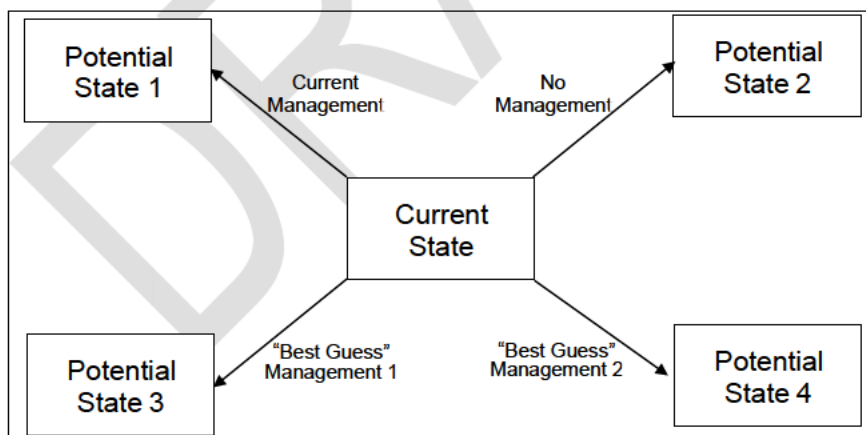 Potential
State 1
Current
Management
No
Management
Potential
State 2
Current
State
Potential
State 3
“Best Guess”
Management 1
“Best Guess”
Management 2
Potential
State 4